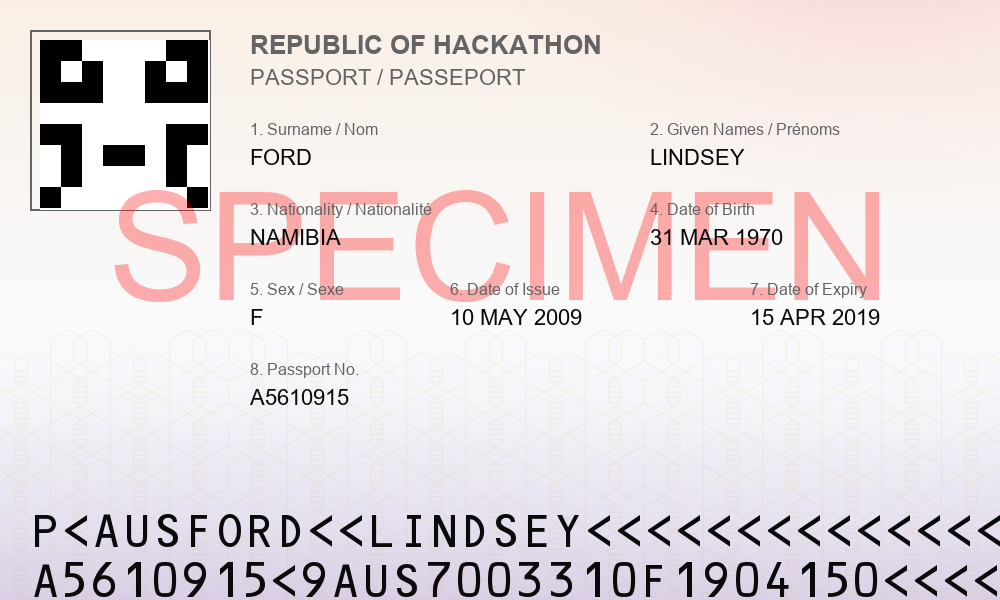 REPUBLIC OF HACKATHON
PASSPORT / PASSEPORT
1. Surname / Nom
2. Given Names / Prénoms
FORD
LINDSEY
SPECIMEN
3. Nationality / Nationalité
4. Date of Birth
NAMIBIA
31 MAR 1970
5. Sex / Sexe
6. Date of Issue
7. Date of Expiry
F
10 MAY 2009
15 APR 2019
8. Passport No.
A5610915
P<AUSFORD<<LINDSEY<<<<<<<<<<<<<<
A5610915<9AUS7003310F1904150<<<<